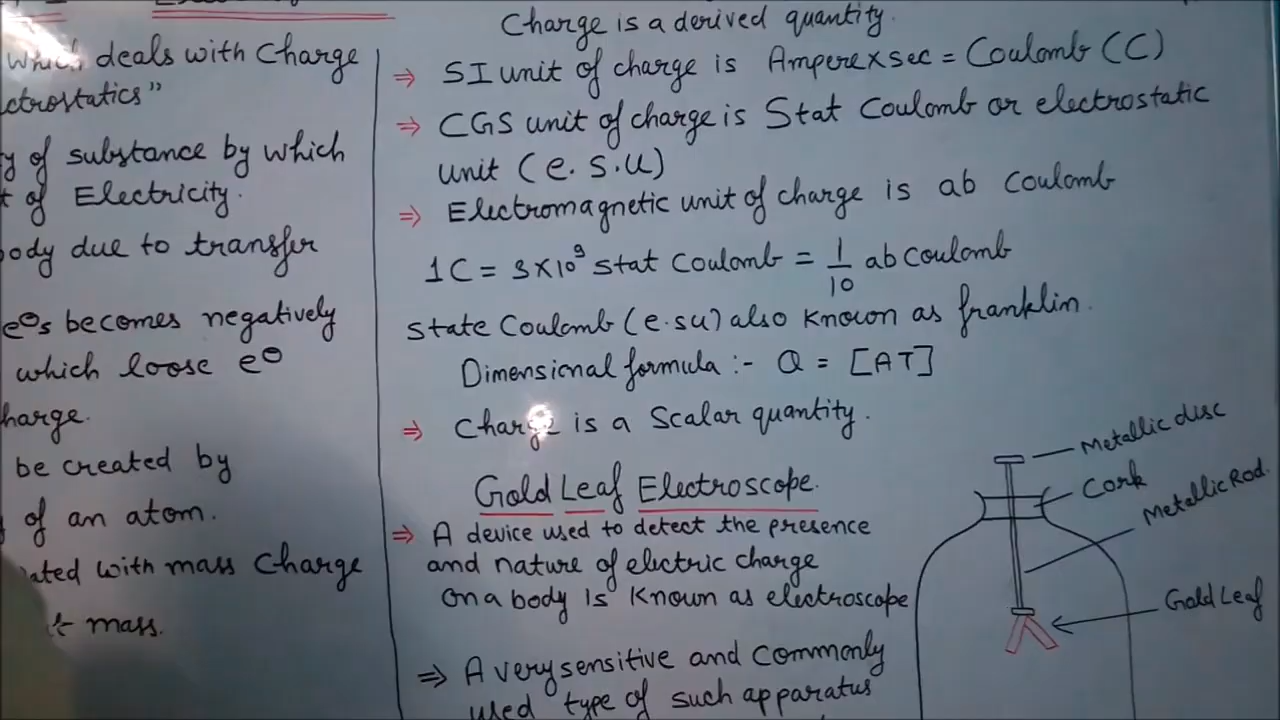 which deals with Charge
ctrostatics"
y of substance by which
t of Electricity.
ody due to transfer
e⊖s becomes negatively
which loose e⊖
harge.
be created by
of an atom.
ated with mass Charge
t mass.
Charge is a derived quantity.
⇒ SI unit of charge is Ampere×sec = Coulomb (C)
⇒ CGS unit of charge is Stat Coulomb or electrostatic
unit (e.s.u)
⇒ Electromagnetic unit of charge is ab Coulomb
1C = 3×10⁹ stat Coulomb = 1/10 ab coulomb
state Coulomb (e.su) also known as franklin.
Dimensional formula :- Q = [AT]
⇒ Charge is a Scalar quantity.
Gold Leaf Electroscope.
⇒ A device used to detect the presence
and nature of electric charge
on a body is known as electroscope
⇒ A very sensitive and commonly
used type of such apparatus
Metallic disc
Cork
Metallic Rod.
Gold Leaf